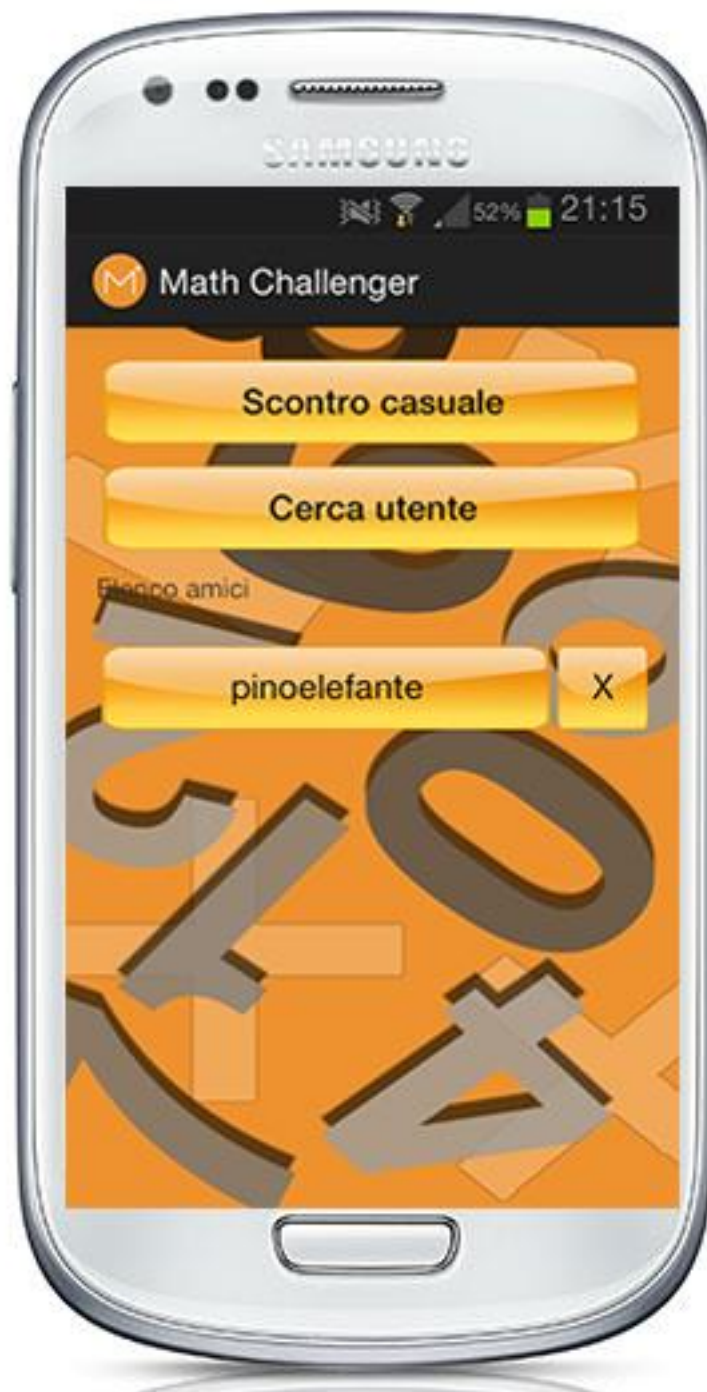 SAMSUNG
52% 21:15
Math Challenger
Scontro casuale
Cerca utente
Elenco amici
pinoelefante X